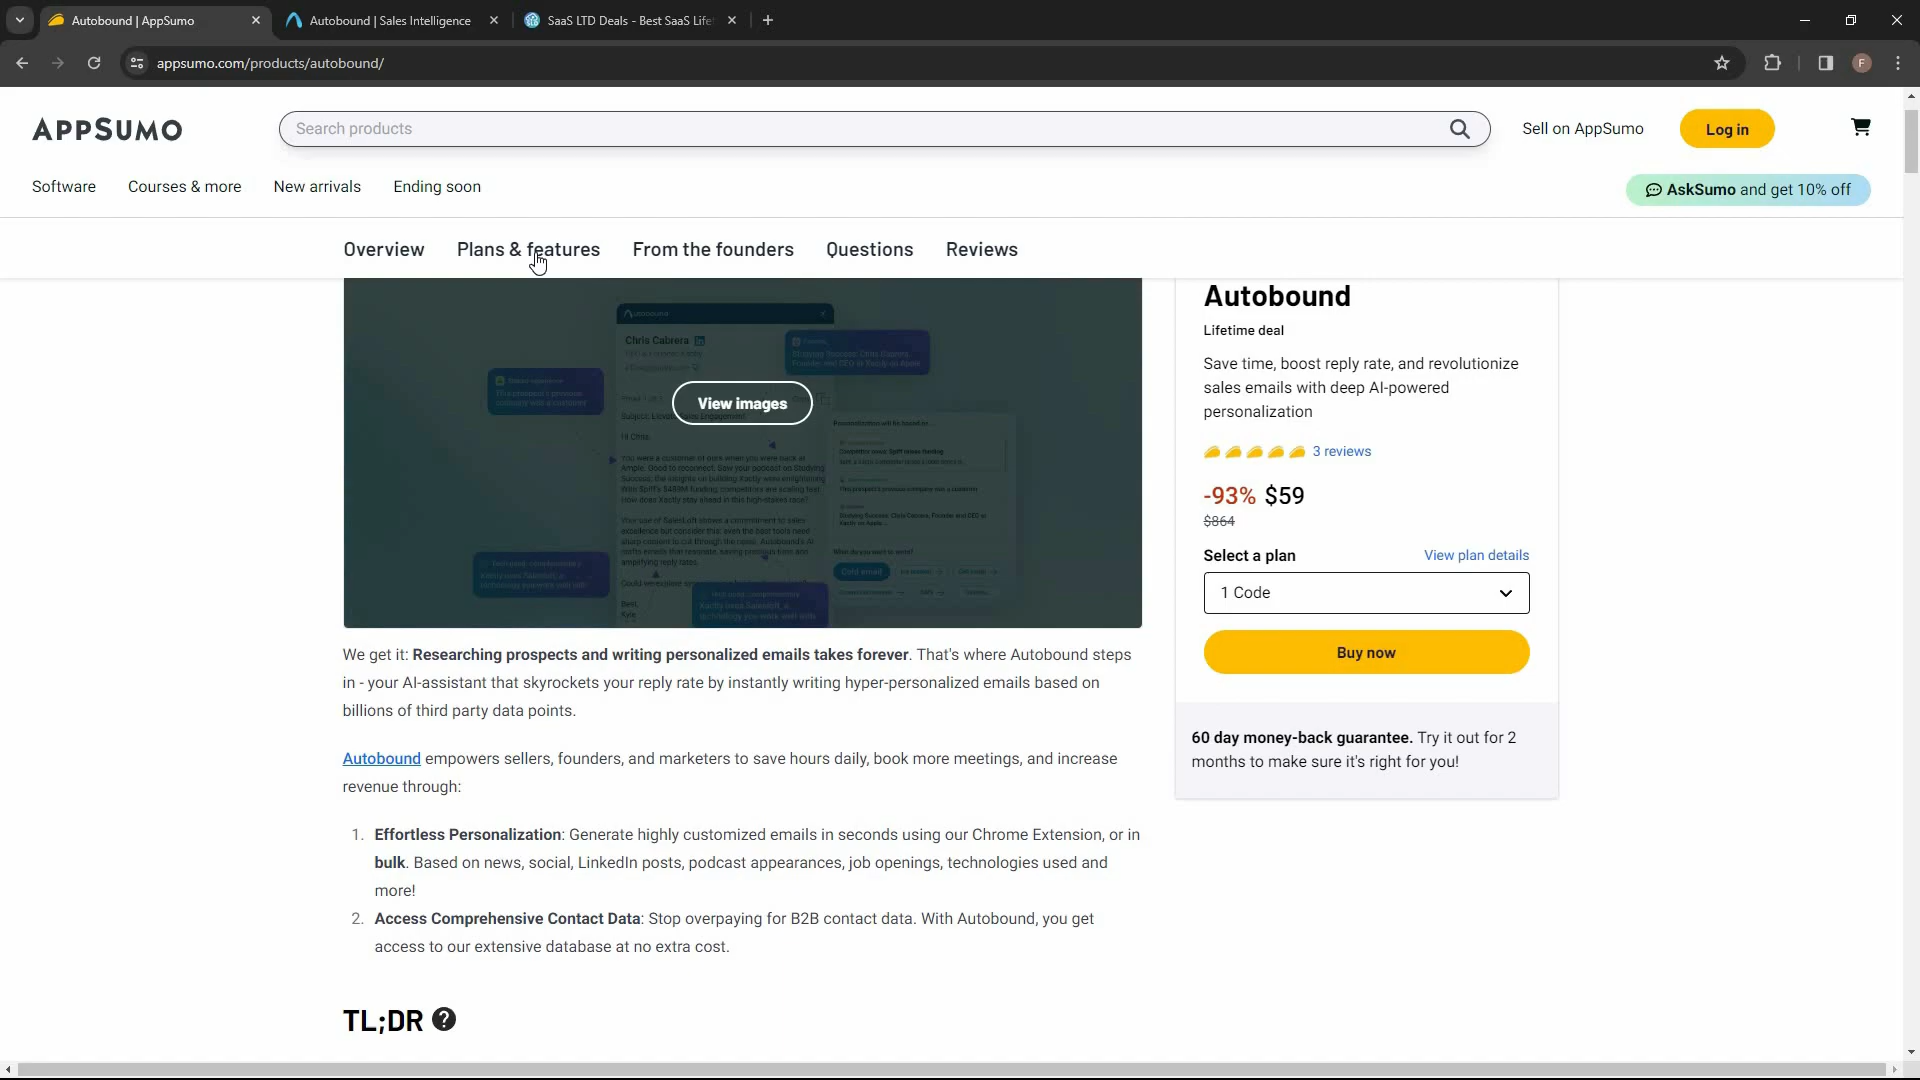 Autobound | AppSumo
Autobound | Sales Intelligence
SaaS LTD Deals - Best SaaS Life
appsumo.com/products/autobound/
F
APPSUMO
Search products
Sell on AppSumo
Log in
Software
Courses & more
New arrivals
Ending soon
AskSumo and get 10% off
Overview
Plans & features
From the founders
Questions
Reviews
Autobound
Chris Cabrera
View images
Hi Chris,
Cold email
Best,
Kyle
Autobound
Lifetime deal
Save time, boost reply rate, and revolutionize
sales emails with deep AI-powered
personalization
3 reviews
-93% $59
$864
Select a plan
View plan details
1 Code
Buy now
60 day money-back guarantee. Try it out for 2
months to make sure it's right for you!
We get it: Researching prospects and writing personalized emails takes forever. That's where Autobound steps
in - your AI-assistant that skyrockets your reply rate by instantly writing hyper-personalized emails based on
billions of third party data points.
Autobound empowers sellers, founders, and marketers to save hours daily, book more meetings, and increase
revenue through:
1. Effortless Personalization: Generate highly customized emails in seconds using our Chrome Extension, or in
bulk. Based on news, social, LinkedIn posts, podcast appearances, job openings, technologies used and
more!
2. Access Comprehensive Contact Data: Stop overpaying for B2B contact data. With Autobound, you get
access to our extensive database at no extra cost.
TL;DR ?